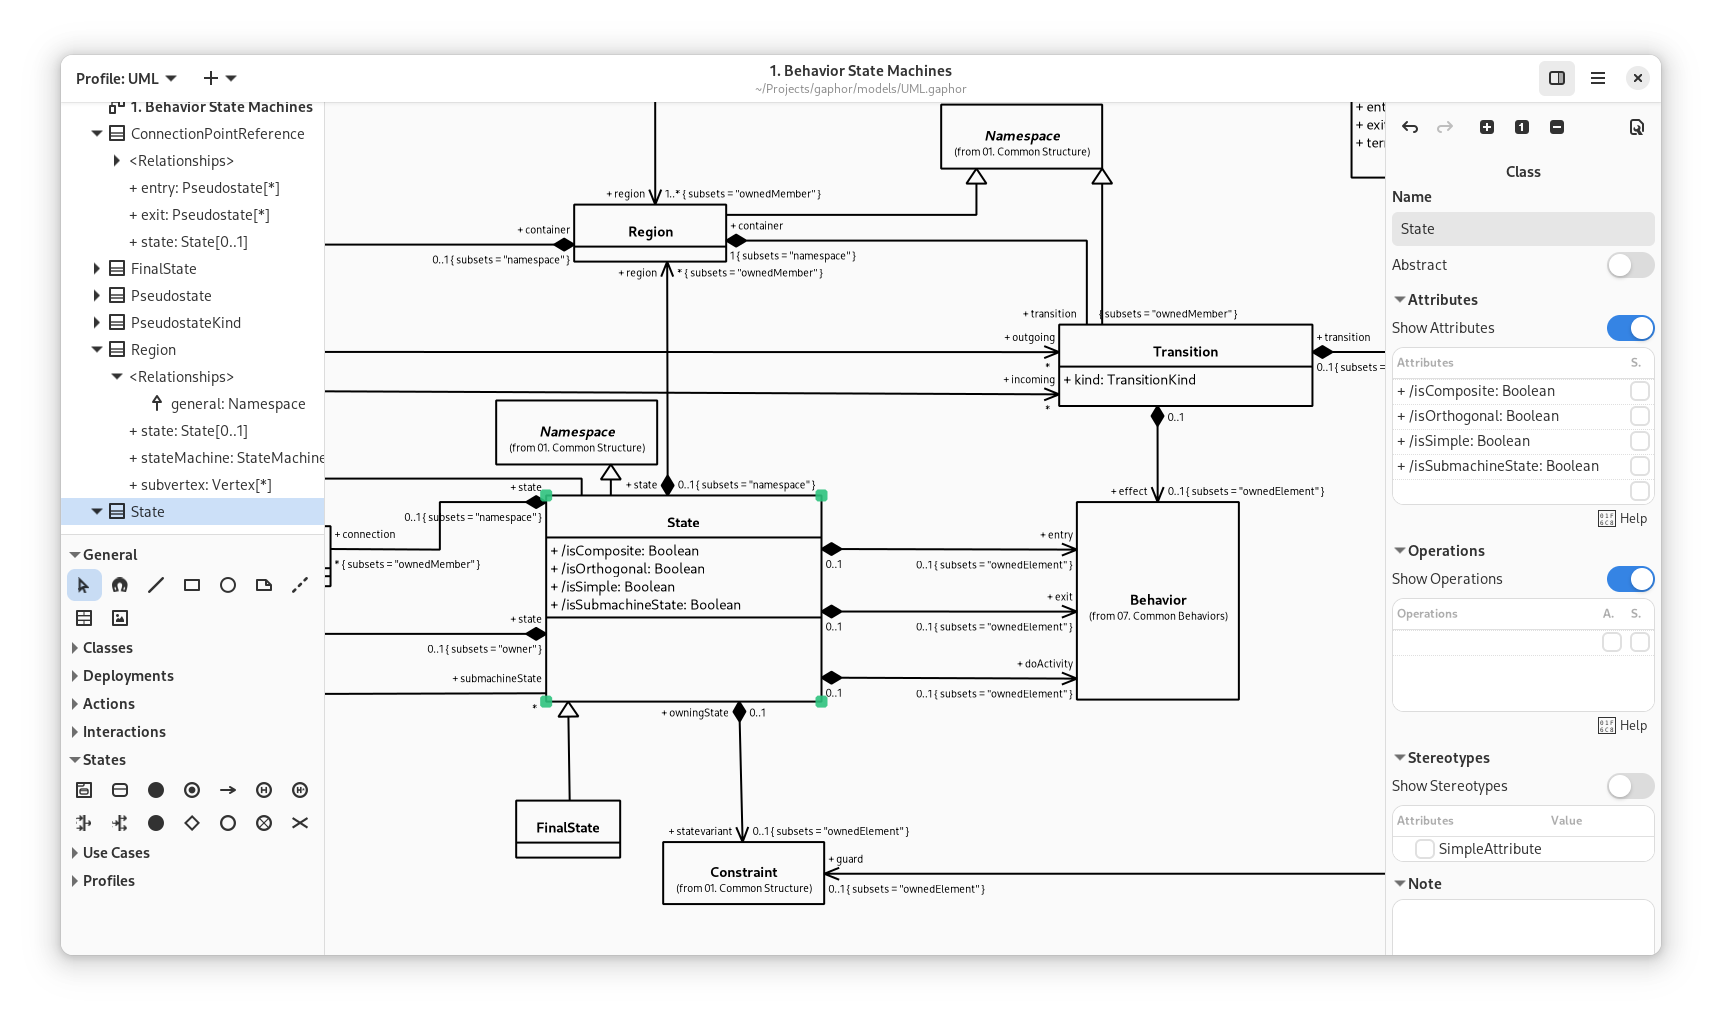 Profile: UML
1. Behavior State Machines
~/Projects/gaphor/models/UML.gaphor
1. Behavior State Machines
ConnectionPointReference
<Relationships>
+ entry: Pseudostate[*]
+ exit: Pseudostate[*]
+ state: State[0..1]
FinalState
Pseudostate
PseudostateKind
Region
<Relationships>
general: Namespace
+ state: State[0..1]
+ stateMachine: StateMachine
+ subvertex: Vertex[*]
State
General
Classes
Deployments
Actions
Interactions
States
Use Cases
Profiles
Namespace
(from 01. Common Structure)
+ ent
+ exi
+ ter
+ region
1..* { subsets = "ownedMember" }
+ container
Region
+ container
0..1 { subsets = "namespace" }
1 { subsets = "namespace" }
+ region
* { subsets = "ownedMember" }
+ transition
{ subsets = "ownedMember" }
+ outgoing
*
Transition
+ transition
0..1 { subsets =
+ incoming
*
+ kind: TransitionKind
0..1
Namespace
(from 01. Common Structure)
+ state
+ state
0..1 { subsets = "namespace" }
0..1 { subsets = "namespace" }
+ effect
0..1 { subsets = "ownedElement" }
State
+ connection
* { subsets = "ownedMember" }
+ /isComposite: Boolean
+ /isOrthogonal: Boolean
+ /isSimple: Boolean
+ /isSubmachineState: Boolean
+ entry
0..1
0..1 { subsets = "ownedElement" }
+ exit
0..1
0..1 { subsets = "ownedElement" }
Behavior
(from 07. Common Behaviors)
+ state
0..1 { subsets = "owner" }
+ doActivity
0..1
0..1 { subsets = "ownedElement" }
+ submachineState
*
+ owningState
0..1
FinalState
+ statevariant
0..1 { subsets = "ownedElement" }
Constraint
(from 01. Common Structure)
+ guard
0..1 { subsets = "ownedElement" }
1
Class
Name
State
Abstract
Attributes
Show Attributes
Attributes
S.
+ /isComposite: Boolean
+ /isOrthogonal: Boolean
+ /isSimple: Boolean
+ /isSubmachineState: Boolean
Help
Operations
Show Operations
Operations
A.
S.
Help
Stereotypes
Show Stereotypes
Attributes
Value
SimpleAttribute
Note